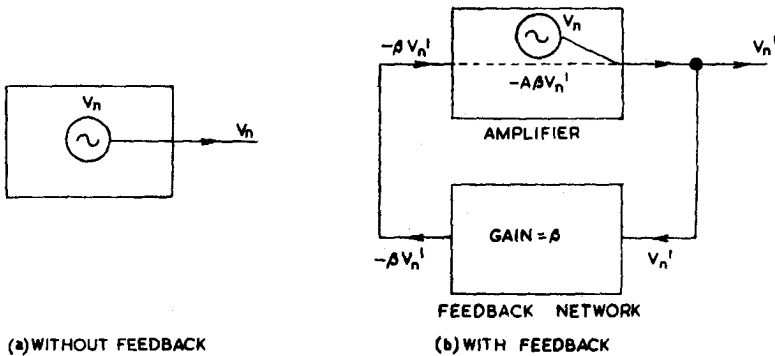 Vn
Vn
(a) WITHOUT FEEDBACK
-βVn'
Vn
Vn'
-AβVn'
AMPLIFIER
GAIN = β
-βVn'
Vn'
FEEDBACK NETWORK
(b) WITH FEEDBACK